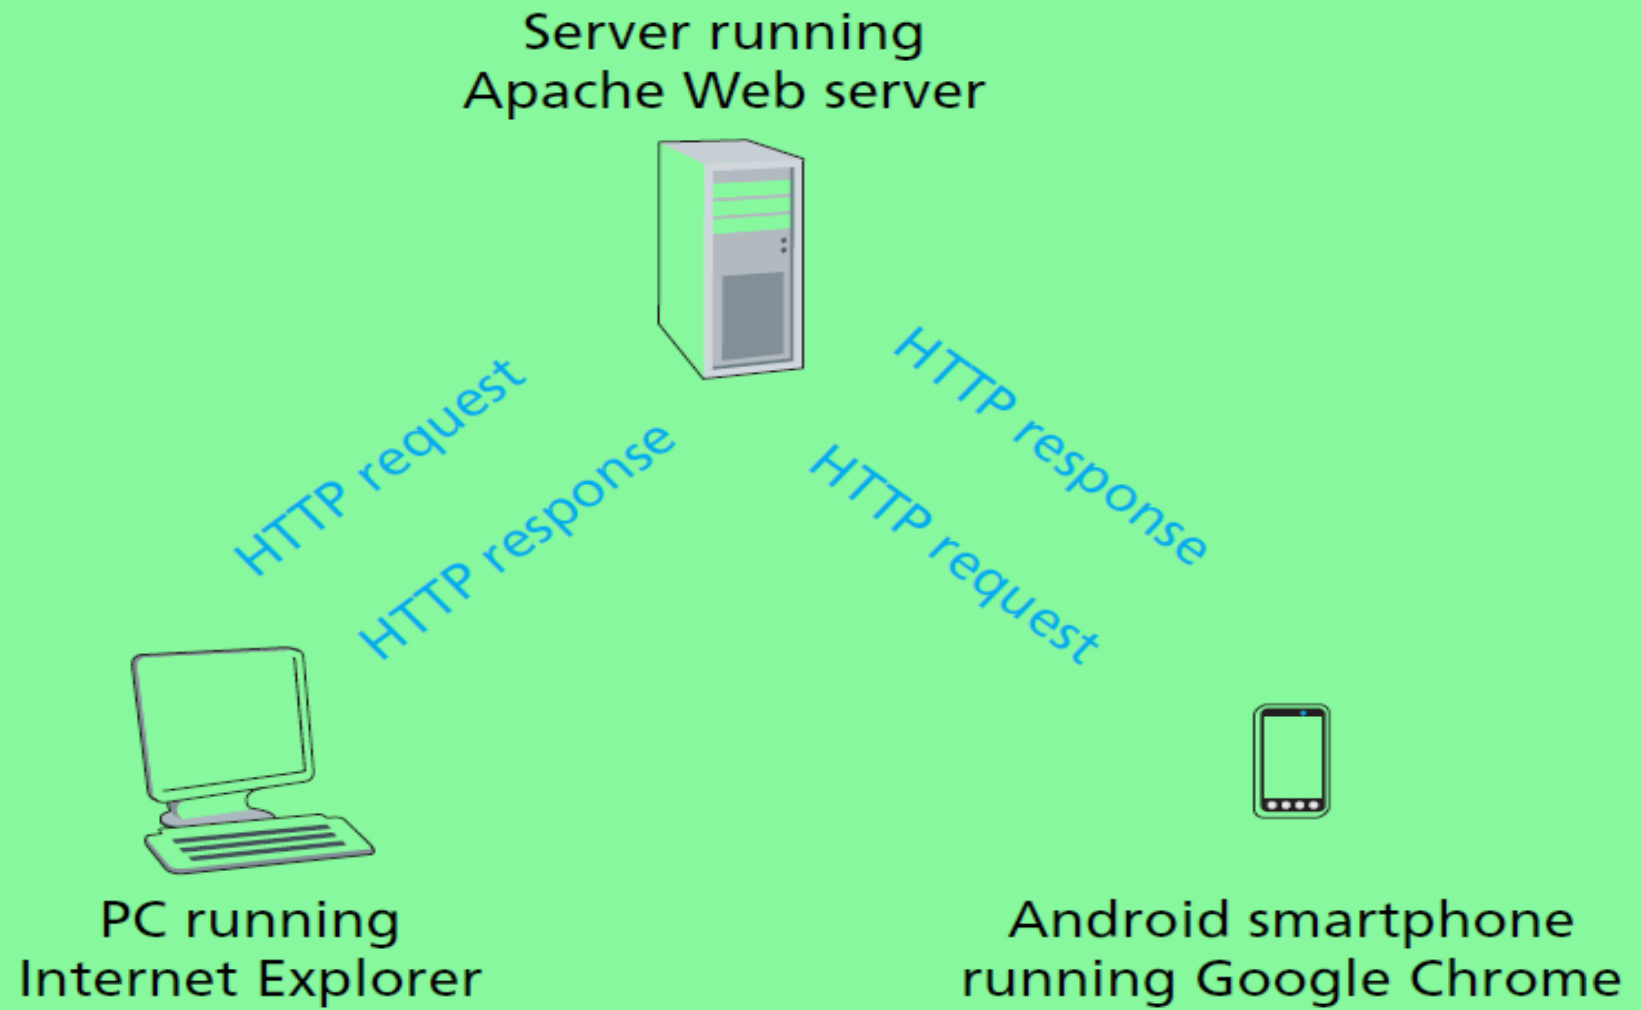 Server running
Apache Web server
HTTP request
HTTP response
HTTP response
HTTP request
PC running
Internet Explorer
Android smartphone
running Google Chrome